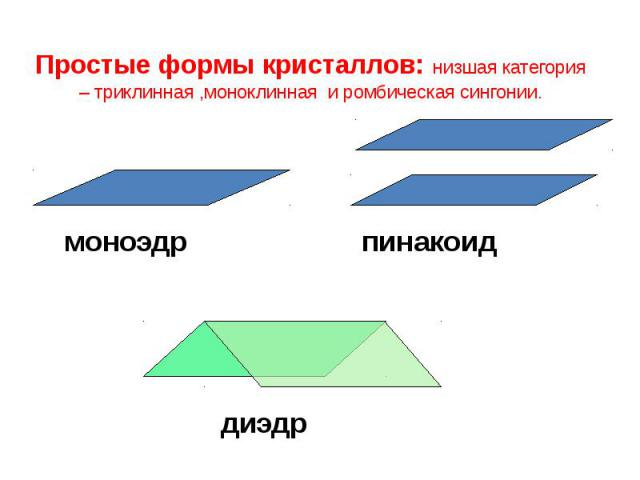 Простые формы кристаллов: низшая категория
– триклинная ,моноклинная и ромбическая сингонии.
моноэдр
пинакоид
диэдр